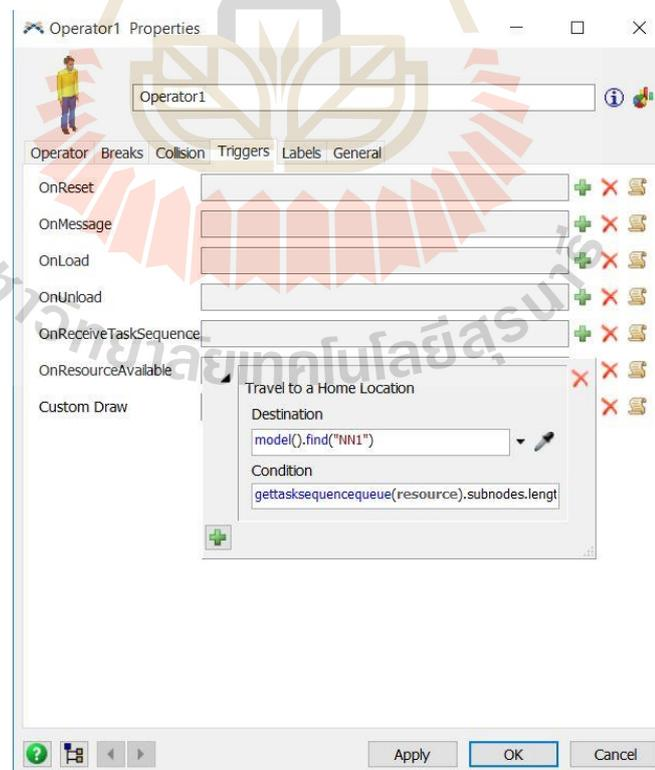 Operator1 Properties
Operator1
Operator Breaks Collision Triggers Labels General
OnReset
OnMessage
OnLoad
OnUnload
OnReceiveTaskSequence
OnResourceAvailable
Travel to a Home Location
Custom Draw
Destination
model().find("NN1")
Condition
gettasksequencequeue(resource).subnodes.lengt
Apply OK Cancel